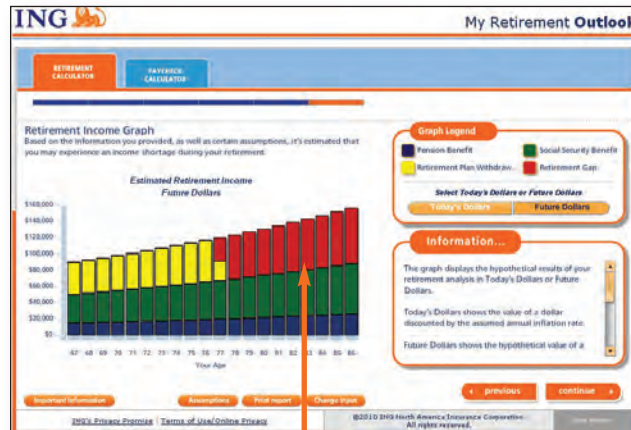 ING
My Retirement Outlook
RETIREMENT CALCULATOR
PAYCHECK CALCULATOR
Retirement Income Graph
Based on the information you provided, as well as certain assumptions, it's estimated that
you may experience an income shortage during your retirement.
Estimated Retirement Income
Future Dollars
$160,000
$140,000
$120,000
$100,000
$80,000
$60,000
$40,000
$20,000
$0
67 68 69 70 71 72 73 74 75 76 77 78 79 80 81 82 83 84 85 86
Your Age
Graph Legend
Pension Benefit
Social Security Benefit
Retirement Plan Withdraw...
Retirement Gap
Select Today's Dollars or Future Dollars
Today's Dollars
Future Dollars
Information...
The graph displays the hypothetical results of your
retirement analysis in Today's Dollars or Future
Dollars.
Today's Dollars shows the value of a dollar
discounted by the assumed annual inflation rate.
Future Dollars shows the hypothetical value of a
Important Information
Assumptions
Print report
Change input
previous
continue
ING's Privacy Promise | Terms of Use/Online Privacy
©2010 ING North America Insurance Corporation.
All rights reserved.